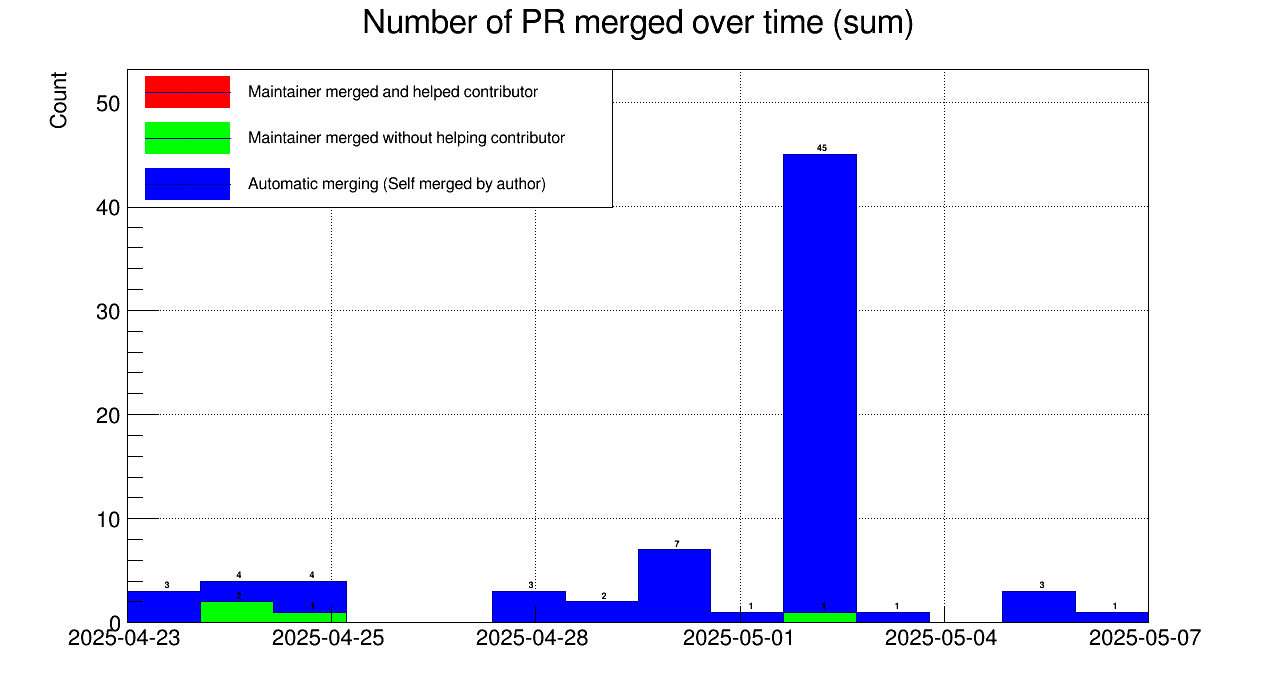 Number of PR merged over time (sum)
Count
Maintainer merged and helped contributor
Maintainer merged without helping contributor
Automatic merging (Self merged by author)
50
40
30
20
10
0
45
7
4 4
3 3 3
2 2
1 1 1 1 1
2025-04-23 2025-04-25 2025-04-28 2025-05-01 2025-05-04 2025-05-07